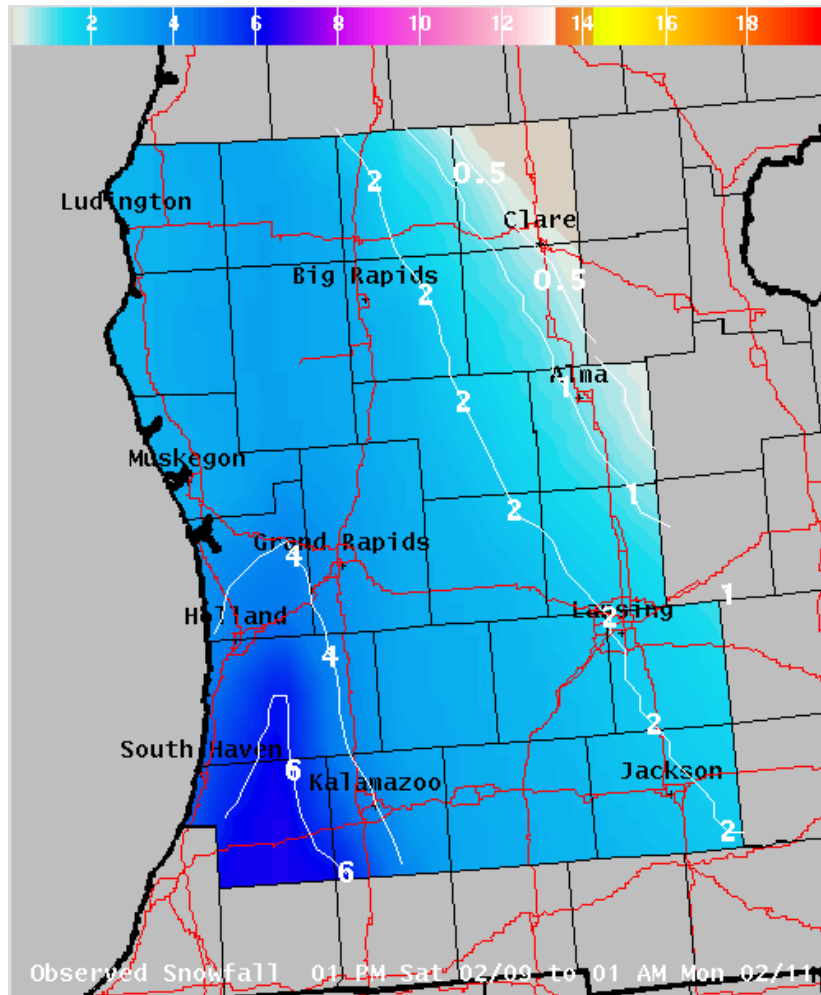 2 4 6 8 10 12 14 16 18
2 0.5
Ludington
Clare
Big Rapids 0.5
2
Alma
2 1
Muskegon
2 1
Grand Rapids
4
1
Holland Lansing
2
4
2
South Haven
6 Kalamazoo Jackson
2
6
Observed Snowfall 01 PM Sat 02/09 to 01 AM Mon 02/11